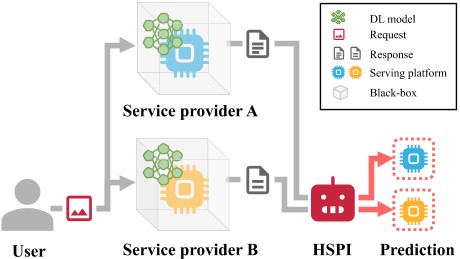 DL model
Request
Response
Serving platform
Black-box
Service provider A
Service provider B
User
HSPI
Prediction